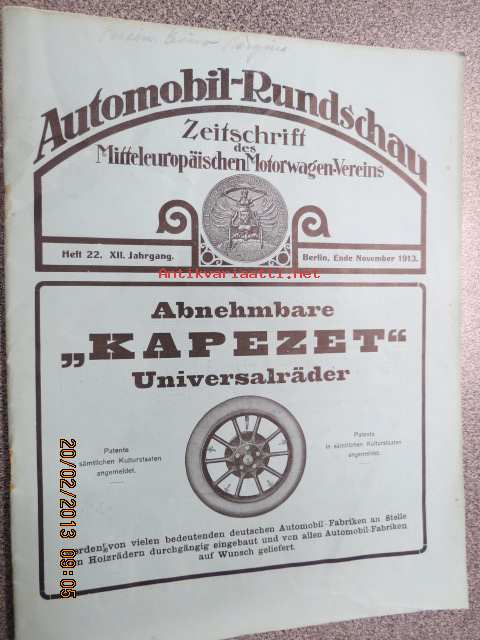 Automobil-Rundschau
Zeitschrift
des
Mitteleuropäischen Motorwagen-Vereins
Heft 22. XII. Jahrgang.
Berlin, Ende November 1913.
Antikvariaatti.net
Abnehmbare
„KAPEZET“
Universalräder
Patente
sämtlichen Kulturstaaten
angemeldet.
Patente
in sämtlichen Kulturstaaten
angemeldet.
werden von vielen bedeutenden deutschen Automobil-Fabriken an Stelle
Holzrädern durchgängig eingebaut und von allen Automobil-Fabriken
auf Wunsch geliefert.
20/02/2013 09:05